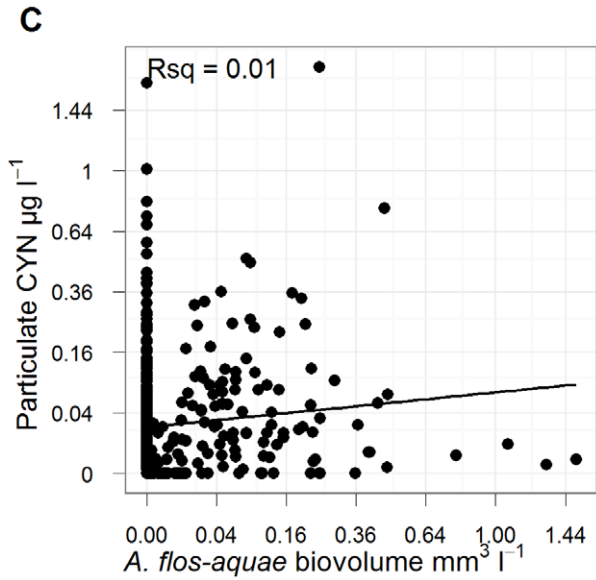 C
Rsq = 0.01
Particulate CYN µg l⁻¹
1.44
1
0.64
0.36
0.16
0.04
0
0.00 0.04 0.16 0.36 0.64 1.00 1.44
A. flos-aquae biovolume mm³ l⁻¹